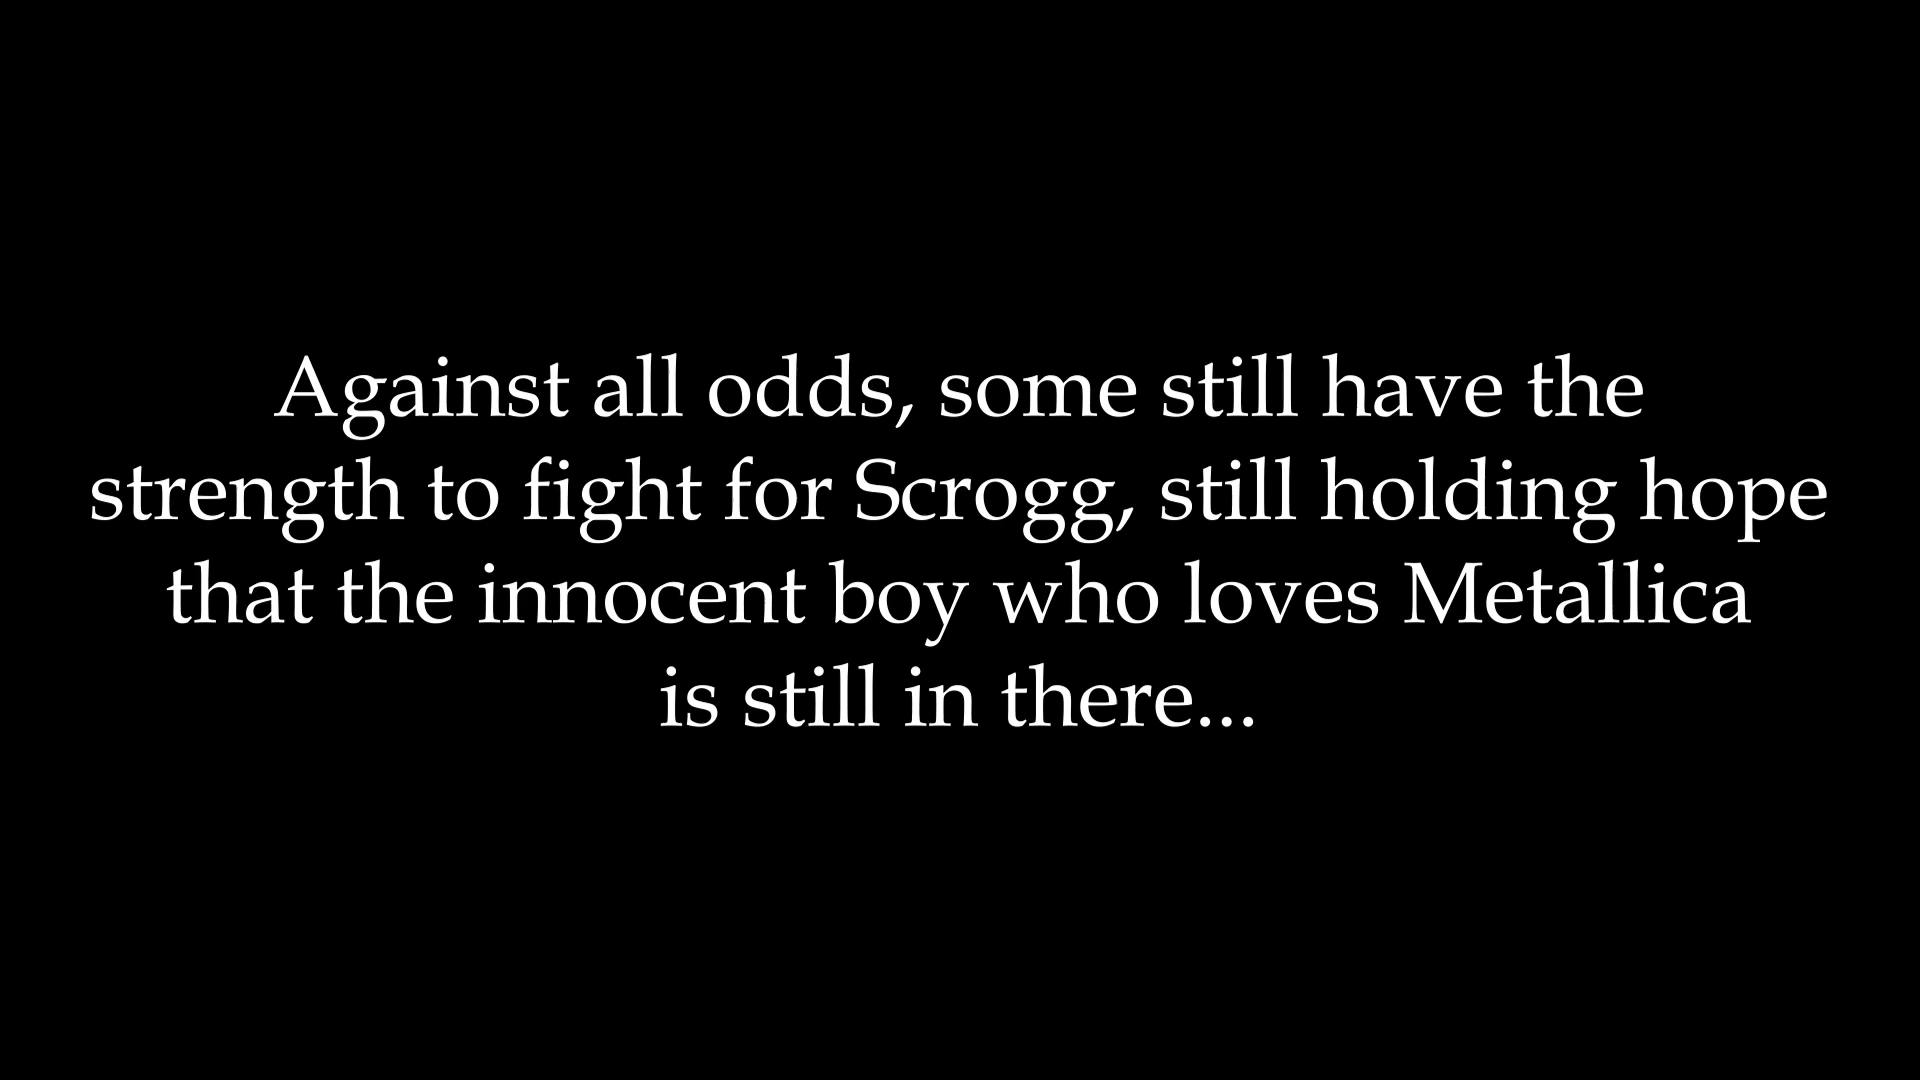 Against all odds, some still have the
strength to fight for Scrogg, still holding hope
that the innocent boy who loves Metallica
is still in there...